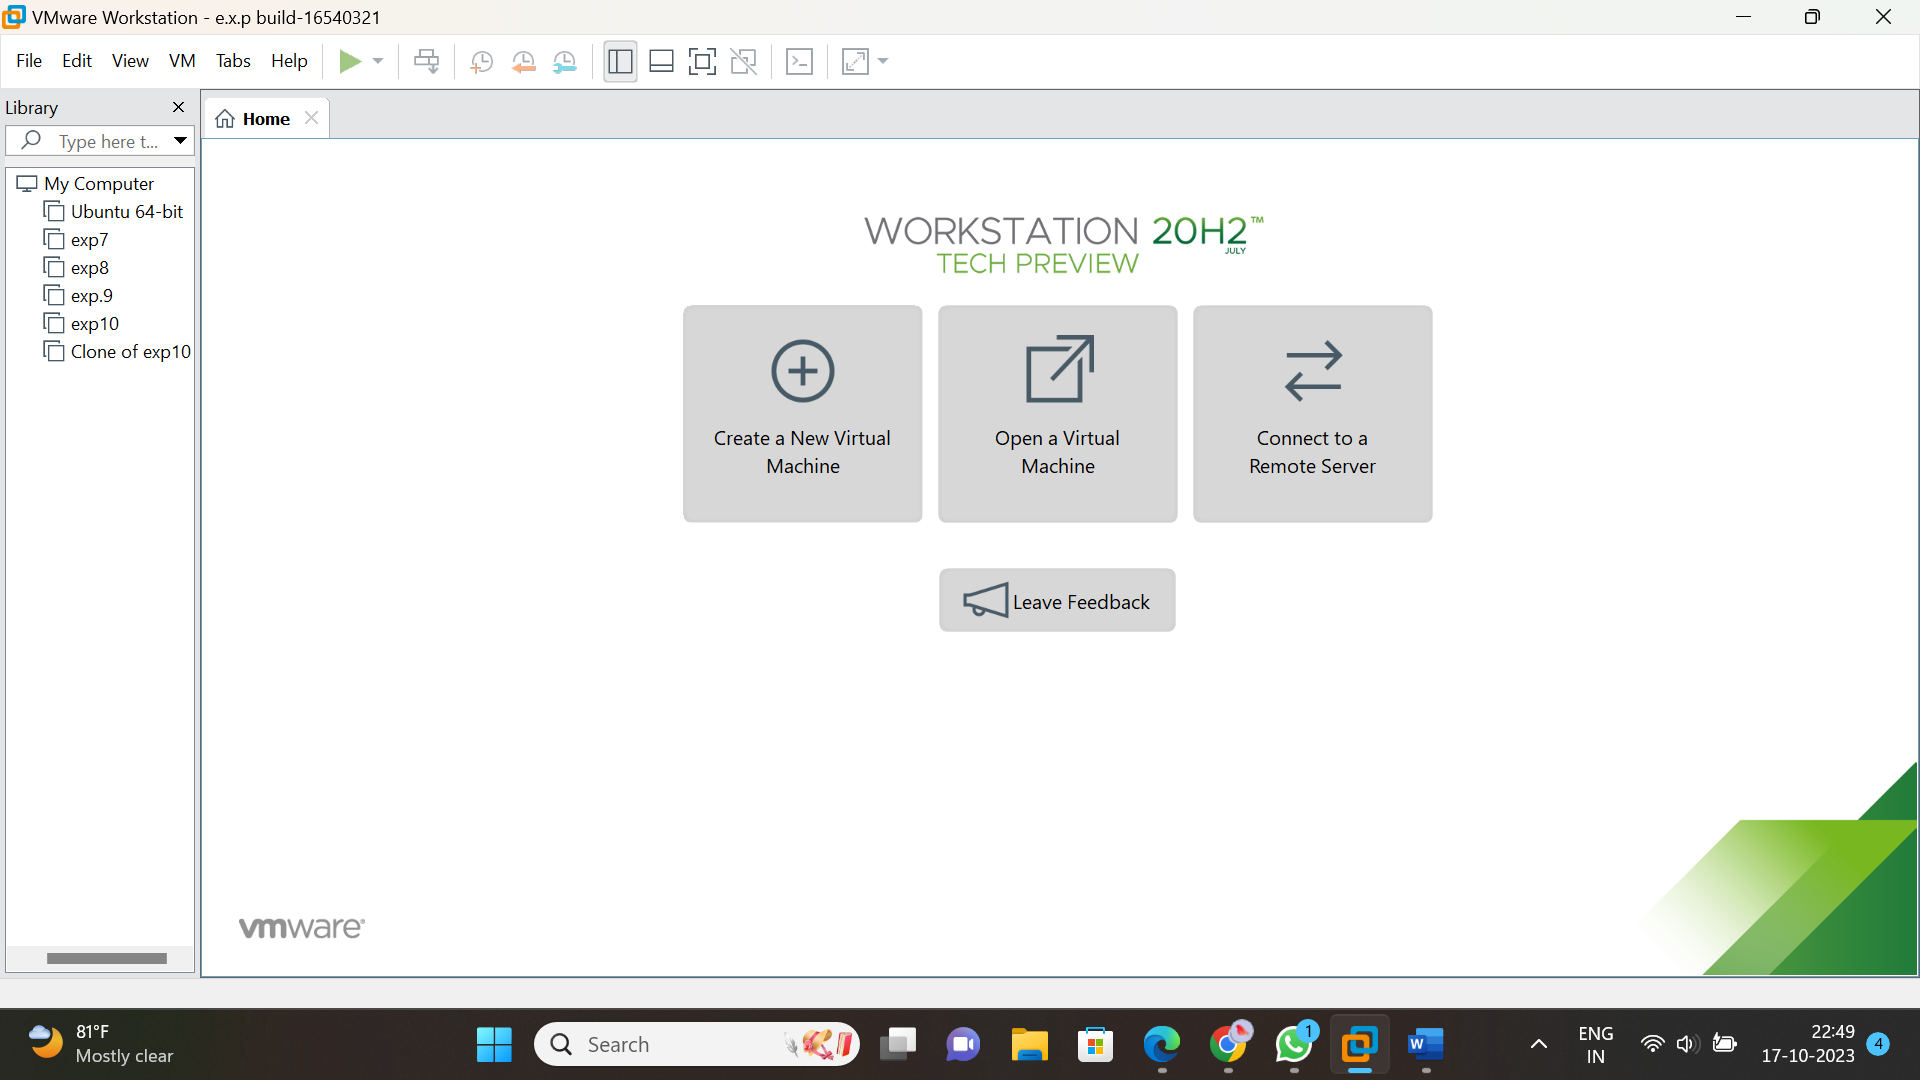 VMware Workstation - e.x.p build-16540321
File Edit View VM Tabs Help
Library
Home
Type here t...
My Computer
Ubuntu 64-bit
exp7
exp8
exp.9
exp10
Clone of exp10
WORKSTATION 20H2™
JULY
TECH PREVIEW
Create a New Virtual
Machine
Open a Virtual
Machine
Connect to a
Remote Server
Leave Feedback
vmware®
81°F
Mostly clear
Search
1
W
ENG
IN
22:49
17-10-2023
4